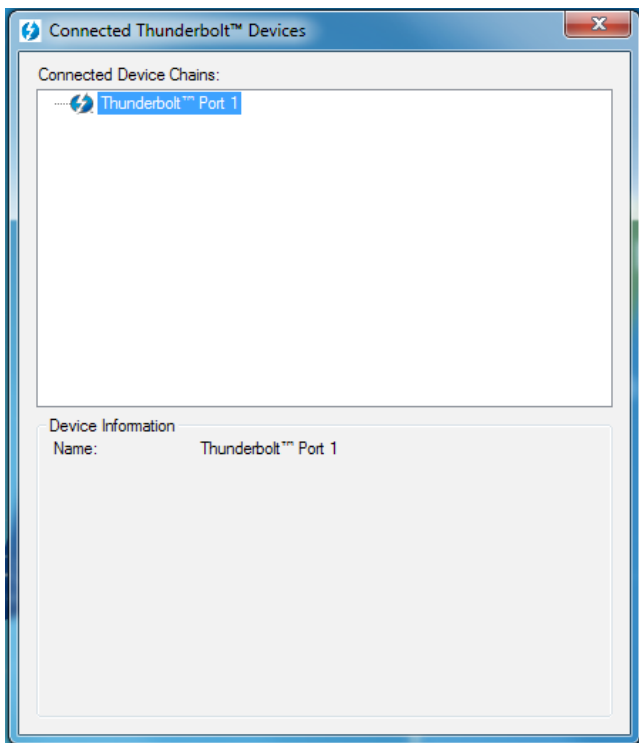 Connected Thunderbolt™ Devices
Connected Device Chains:
Thunderbolt™ Port 1
Device Information
Name: Thunderbolt™ Port 1